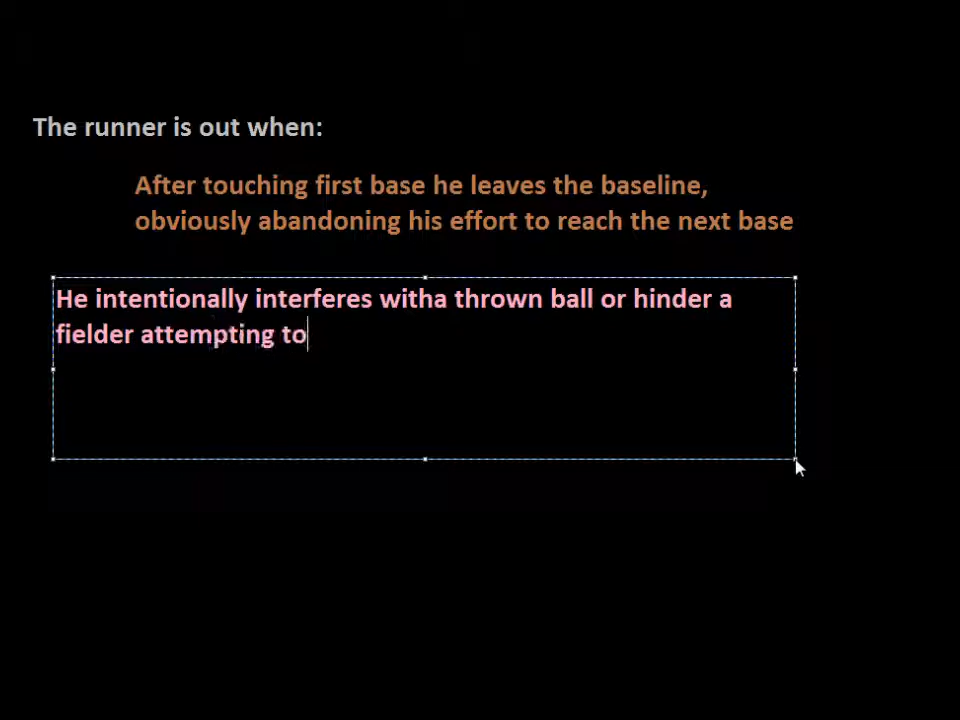 The runner is out when:
After touching first base he leaves the baseline,
obviously abandoning his effort to reach the next base
He intentionally interferes witha thrown ball or hinder a
fielder attempting to